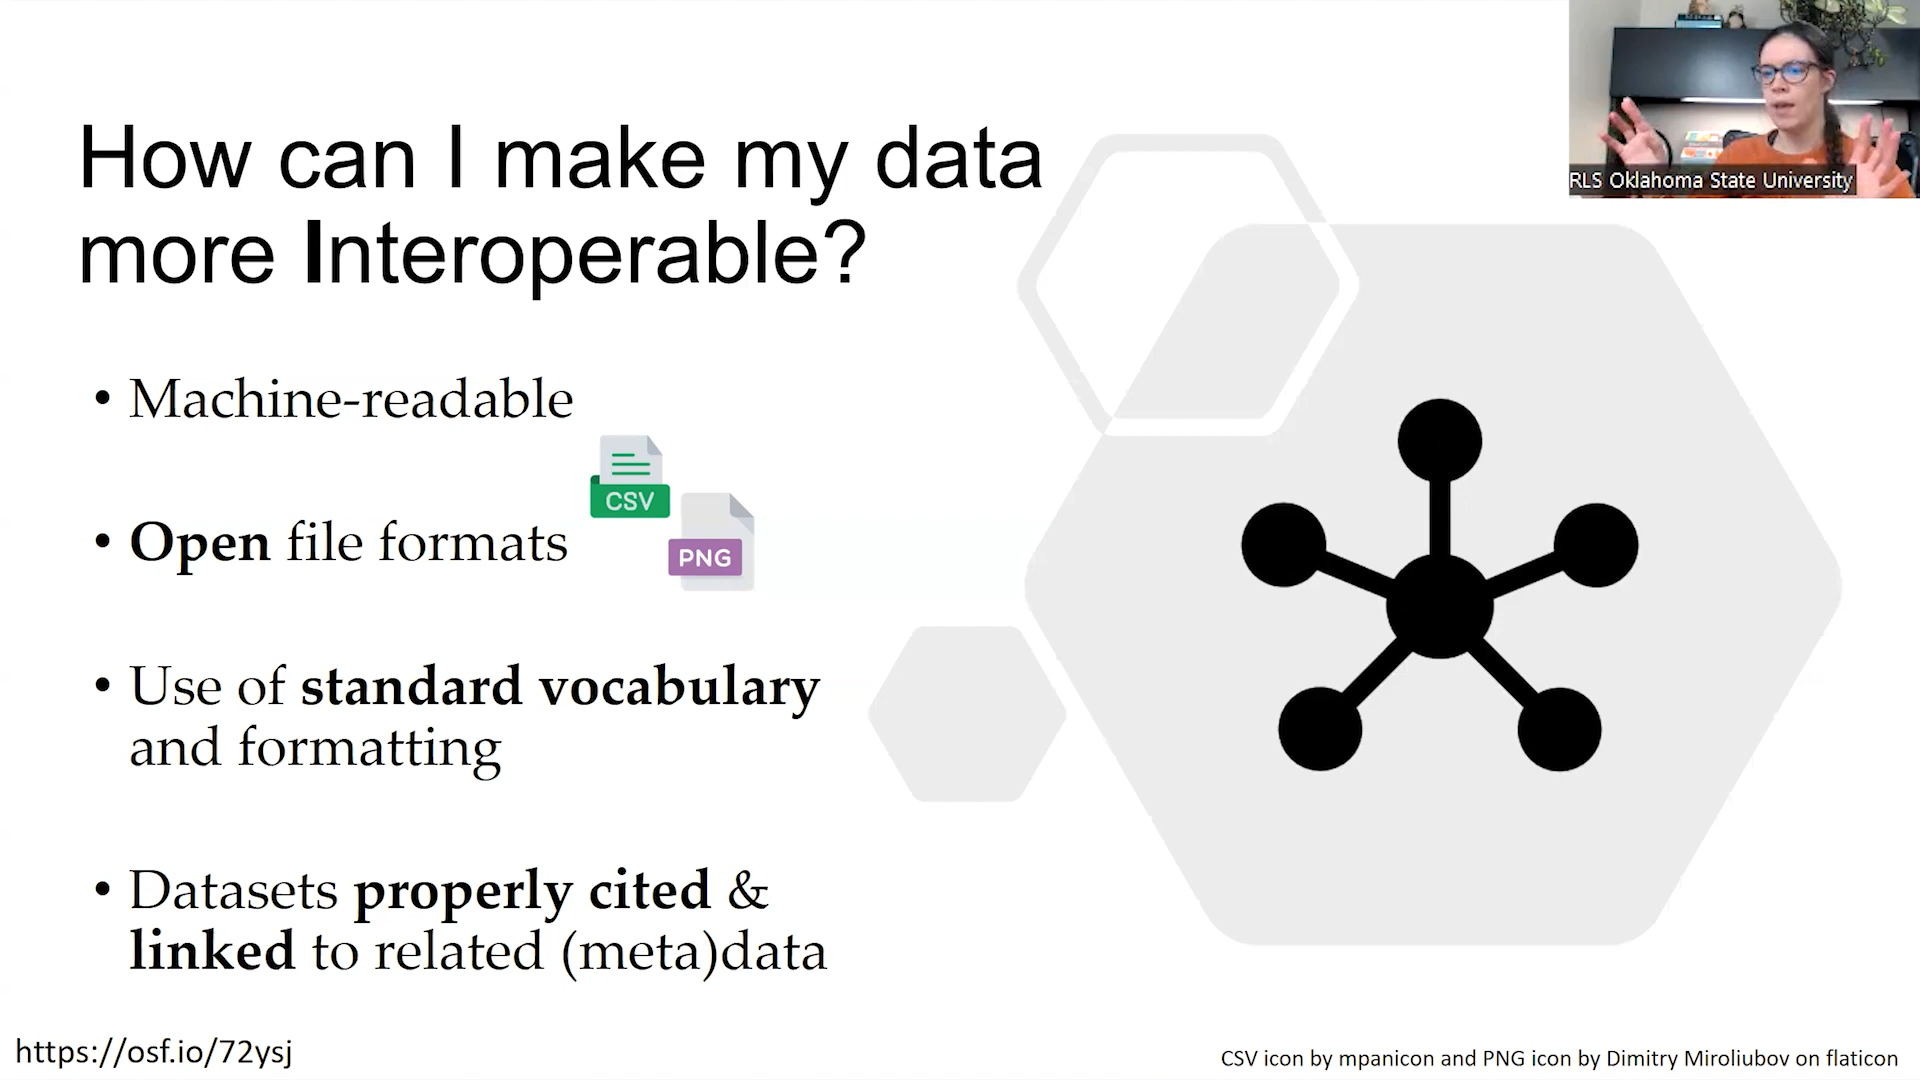 How can I make my data
more Interoperable?
• Machine-readable
CSV
• Open file formats
PNG
• Use of standard vocabulary
and formatting
• Datasets properly cited &
linked to related (meta)data
https://osf.io/72ysj
CSV icon by mpanicon and PNG icon by Dimitry Miroliubov on flaticon
RLS Oklahoma State University